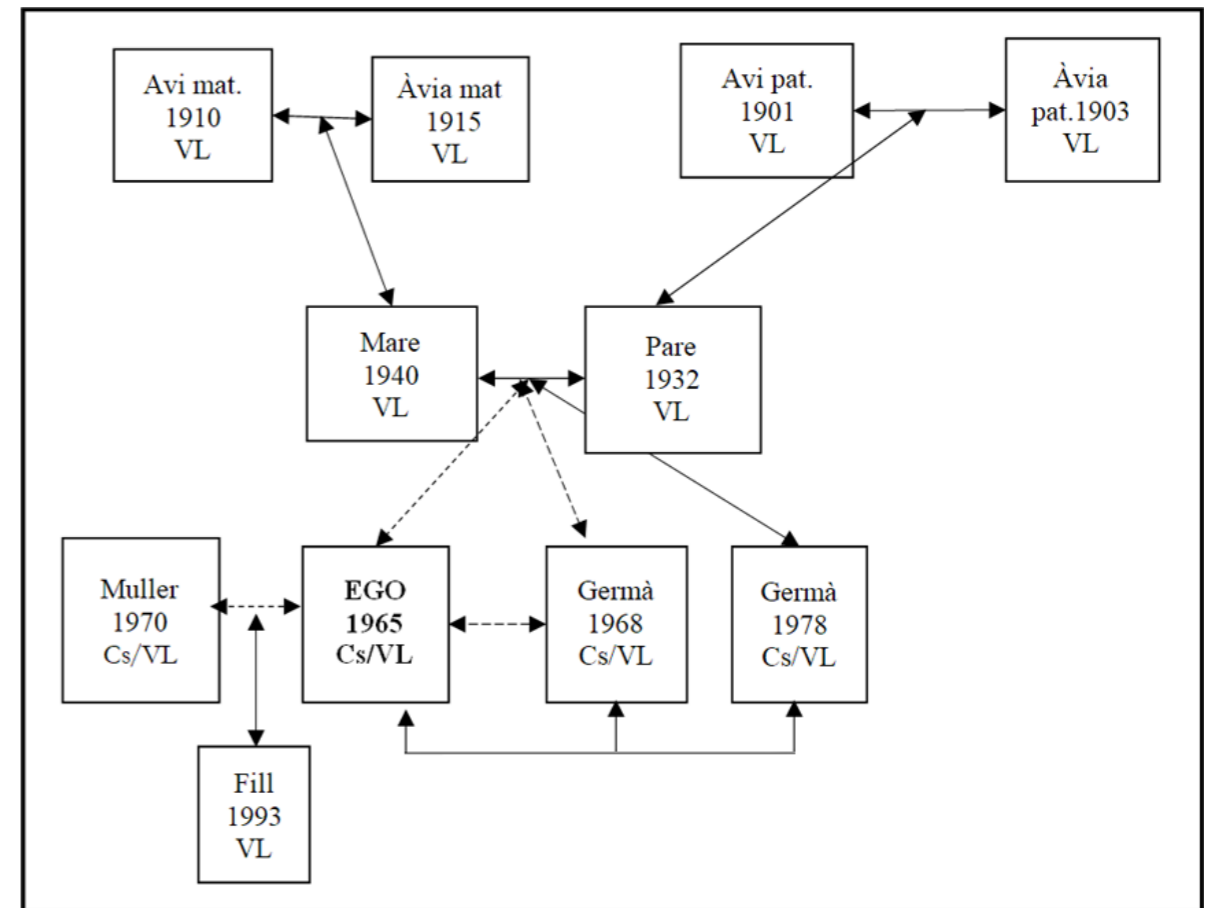 Avi mat.
1910
VL
Àvia mat
1915
VL
Avi pat.
1901
VL
Àvia
pat.1903
VL
Mare
1940
VL
Pare
1932
VL
Muller
1970
Cs/VL
EGO
1965
Cs/VL
Germà
1968
Cs/VL
Germà
1978
Cs/VL
Fill
1993
VL